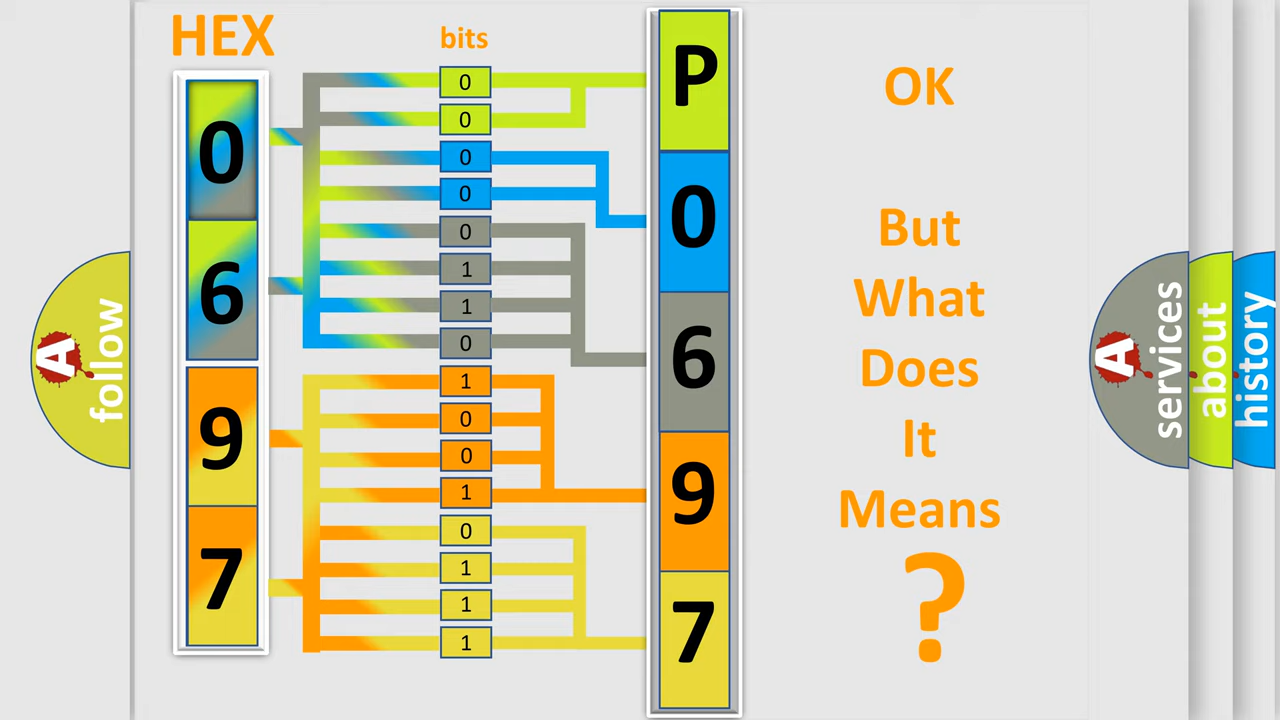 HEX
bits
0
6
9
7
0
0
0
0
0
1
1
0
1
0
0
1
0
1
1
1
P
0
6
9
7
OK
But
What
Does
It
Means
?
A
follow
A
services
about
history